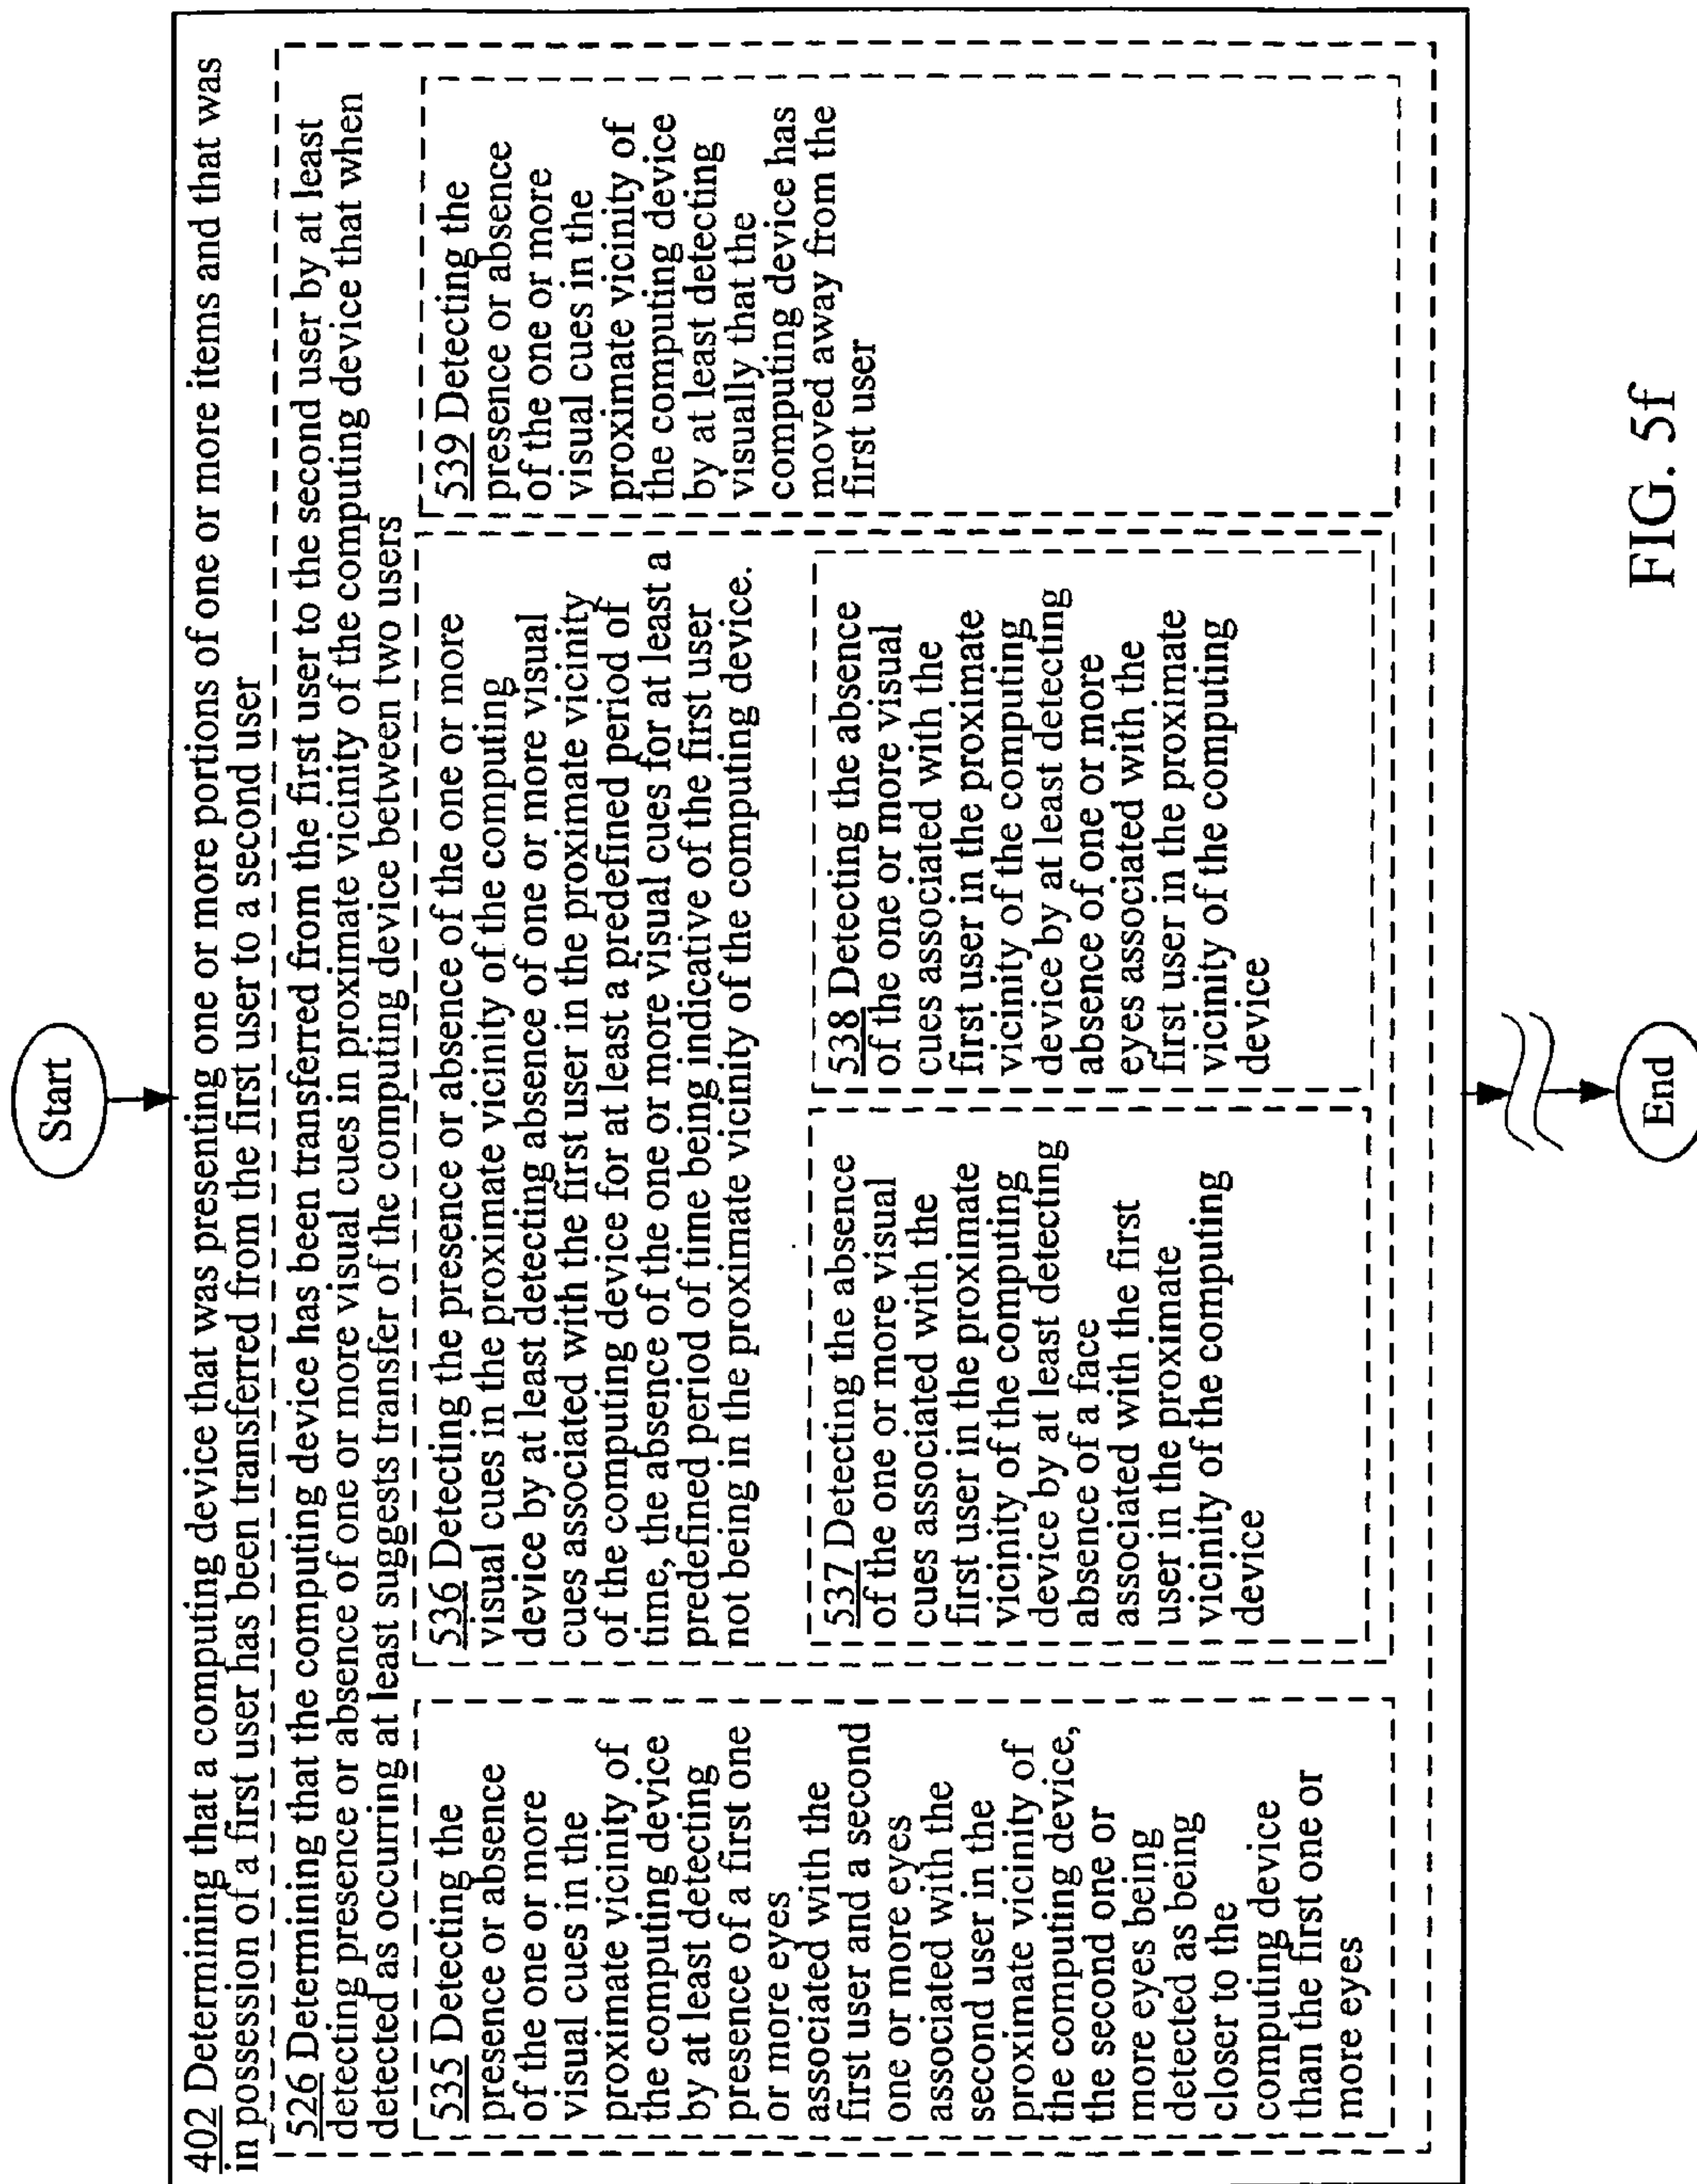 Start
402 Determining that a computing device that was presenting one or more portions of one or more items and that was
in possession of a first user has been transferred from the first user to a second user
526 Determining that the computing device has been transferred from the first user to the second user by at least
detecting presence or absence of one or more visual cues in proximate vicinity of the computing device that when
detected as occurring at least suggests transfer of the computing device between two users
535 Detecting the
presence or absence
of the one or more
visual cues in the
proximate vicinity of
the computing device
by at least detecting
presence of a first one
or more eyes
associated with the
first user and a second
one or more eyes
associated with the
second user in the
proximate vicinity of
the computing device,
the second one or
more eyes being
detected as being
closer to the
computing device
than the first one or
more eyes
536 Detecting the presence or absence of the one or more
visual cues in the proximate vicinity of the computing
device by at least detecting absence of one or more visual
cues associated with the first user in the proximate vicinity
of the computing device for at least a predefined period of
time, the absence of the one or more visual cues for at least a
predefined period of time being indicative of the first user
not being in the proximate vicinity of the computing device.
537 Detecting the absence
of the one or more visual
cues associated with the
first user in the proximate
vicinity of the computing
device by at least detecting
absence of a face
associated with the first
user in the proximate
vicinity of the computing
device
538 Detecting the absence
of the one or more visual
cues associated with the
first user in the proximate
vicinity of the computing
device by at least detecting
absence of one or more
eyes associated with the
first user in the proximate
vicinity of the computing
device
539 Detecting the
presence or absence
of the one or more
visual cues in the
proximate vicinity of
the computing device
by at least detecting
visually that the
computing device has
moved away from the
first user
End
FIG. 5f